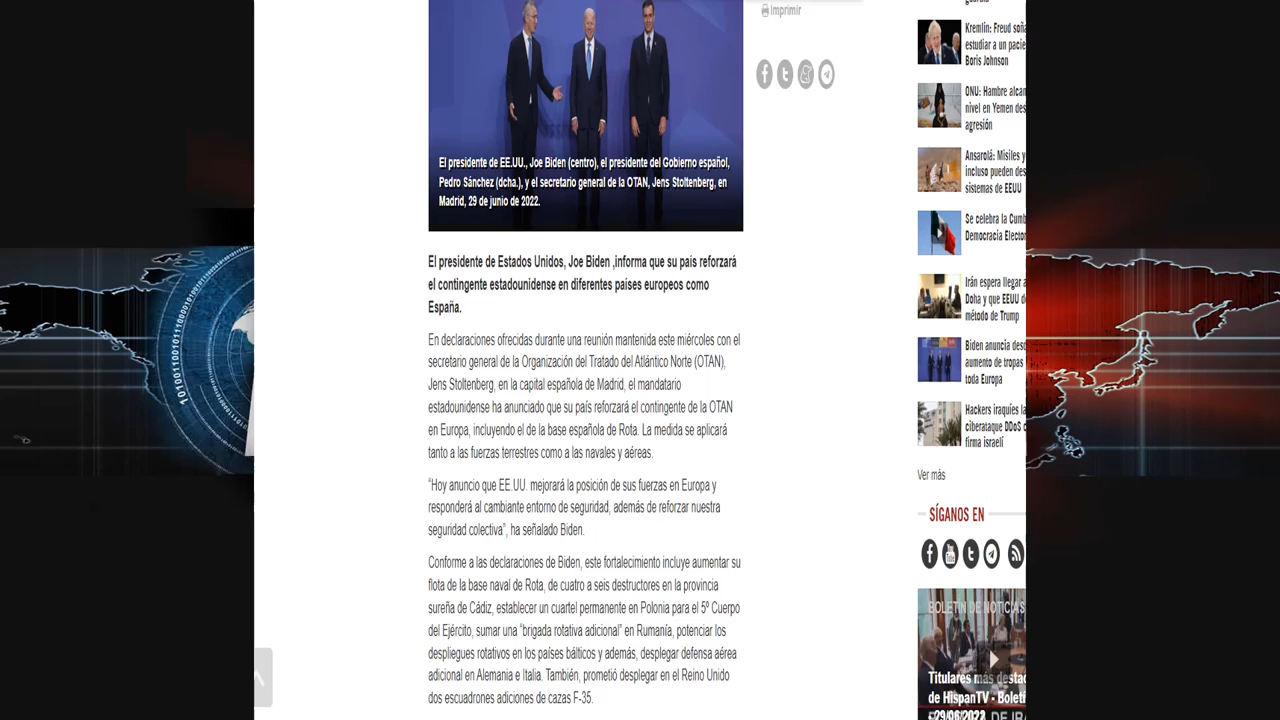 Imprimir
El presidente de EE.UU., Joe Biden (centro), el presidente del Gobierno español,
Pedro Sánchez (dcha.), y el secretario general de la OTAN, Jens Stoltenberg, en
Madrid, 29 de junio de 2022.
El presidente de Estados Unidos, Joe Biden ,informa que su país reforzará
el contingente estadounidense en diferentes países europeos como
España.
En declaraciones ofrecidas durante una reunión mantenida este miércoles con el
secretario general de la Organización del Tratado del Atlántico Norte (OTAN),
Jens Stoltenberg, en la capital española de Madrid, el mandatario
estadounidense ha anunciado que su país reforzará el contingente de la OTAN
en Europa, incluyendo el de la base española de Rota. La medida se aplicará
tanto a las fuerzas terrestres como a las navales y aéreas.
“Hoy anuncio que EE.UU. mejorará la posición de sus fuerzas en Europa y
responderá al cambiante entorno de seguridad, además de reforzar nuestra
seguridad colectiva”, ha señalado Biden.
Conforme a las declaraciones de Biden, este fortalecimiento incluye aumentar su
flota de la base naval de Rota, de cuatro a seis destructores en la provincia
sureña de Cádiz, establecer un cuartel permanente en Polonia para el 5º Cuerpo
del Ejército, sumar una “brigada rotativa adicional” en Rumanía, potenciar los
despliegues rotativos en los países bálticos y además, desplegar defensa aérea
adicional en Alemania e Italia. También, prometió desplegar en el Reino Unido
dos escuadrones adiciones de cazas F-35.
Kremlin: Freud soña
estudiar a un pacie
Boris Johnson
ONU: Hambre alcan
nivel en Yemen des
agresión
Ansarolá: Misiles y
incluso pueden des
sistemas de EEUU
Se celebra la Cumb
Democracia Elector
Irán espera llegar a
Doha y que EEUU d
método de Trump
Biden anuncia desd
aumento de tropas
toda Europa
Hackers iraquíes la
ciberataque DDoS c
firma israelí
Ver más
SÍGANOS EN
BOLETÍN DE NOTICIAS
Titulares más destac
de HispanTV - Boletí
- 29/06/2022